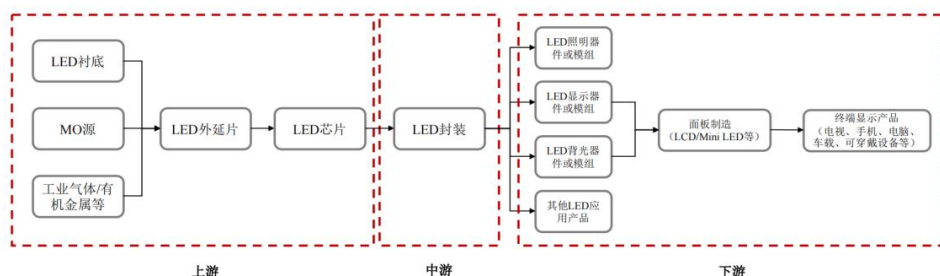 LED衬底
MO源
工业气体/有
机金属等
LED外延片
LED芯片
LED封装
LED照明器
件或模组
LED显示器
件或模组
LED背光器
件或模组
其他LED应
用产品
面板制造
（LCD/Mini LED等）
终端显示产品
（电视、手机、电脑、
车载、可穿戴设备等）
上游
中游
下游